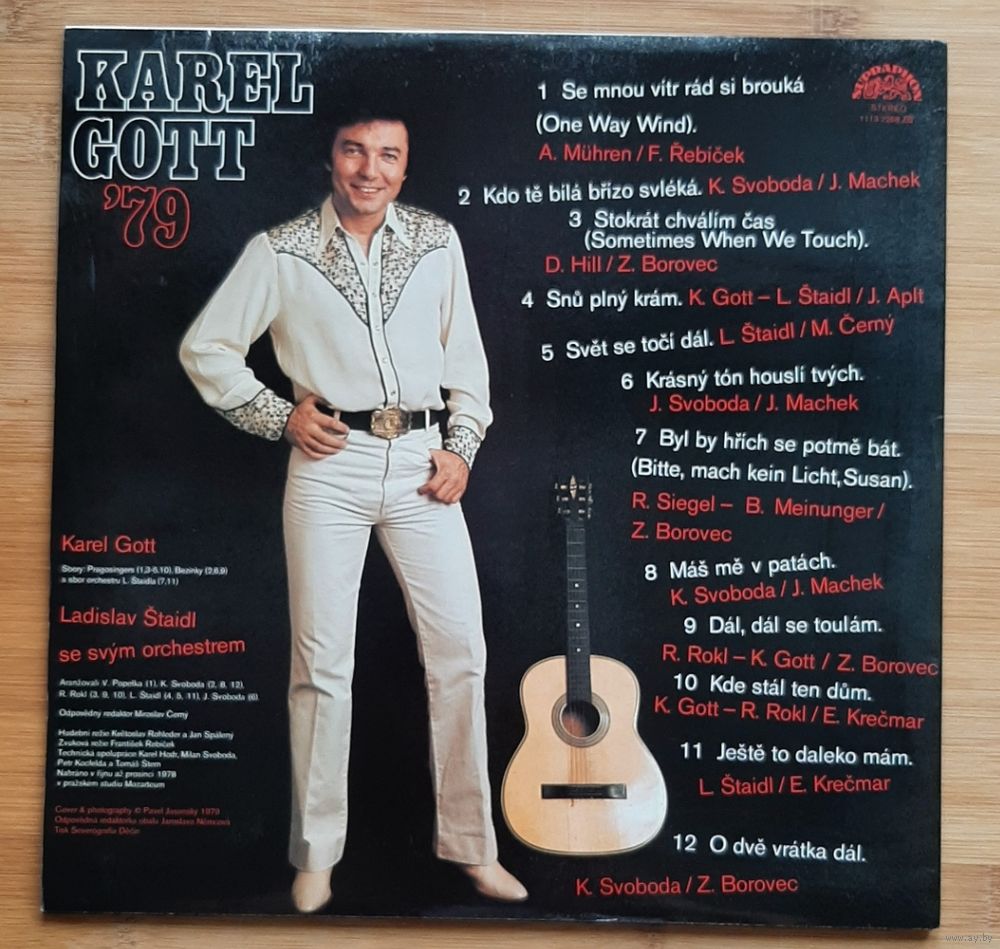 KAREL
GOTT
'79
SUPRAPHON
STEREO
1 Se mnou vítr rád si brouká
(One Way Wind).
A. Mühren / F. Řebíček
2 Kdo tě bílá břízo svléká. K. Svoboda / J. Machek
3 Stokrát chválím čas
(Sometimes When We Touch).
D. Hill / Z. Borovec
4 Snů plný krám. K. Gott – L. Štaidl / J. Aplt
5 Svět se točí dál. L. Štaidl / M. Černý
6 Krásný tón houslí tvých.
J. Svoboda / J. Machek
7 Byl by hřích se potmě bát.
(Bitte, mach kein Licht, Susan).
R. Siegel – B. Meinunger /
Z. Borovec
8 Máš mě v patách.
K. Svoboda / J. Machek
9 Dál, dál se toulám.
R. Rokl – K. Gott / Z. Borovec
10 Kde stál ten dům.
K. Gott – R. Rokl / E. Krečmar
11 Ještě to daleko mám.
L. Štaidl / E. Krečmar
12 O dvě vrátka dál.
K. Svoboda / Z. Borovec
Karel Gott
Sbory: Pragosingers (1,3-5,10), Bezinky (2,6,9)
a sbor orchestru L. Štaidla (7,11)
Ladislav Štaidl
se svým orchestrem
Aranžovali V. Popelka (1), K. Svoboda (2, 8, 12),
R. Rokl (3, 9, 10), L. Štaidl (4, 5, 11), J. Svoboda (6).
Odpovědný redaktor Miroslav Černý
Hudební režie Květoslav Rohleder a Jan Spálený
Zvuková režie František Řebíček
Technická spolupráce Karel Hodr, Milan Svoboda,
Petr Kocfelda a Tomáš Štern
Nahráno v říjnu až prosinci 1978
v pražském studiu Mozarteum
Cover & photography © Pavel Jasanský 1979
Odpovědná redaktorka obalu Jaroslava Němcová
Tisk Severografia Děčín
www.ay.by